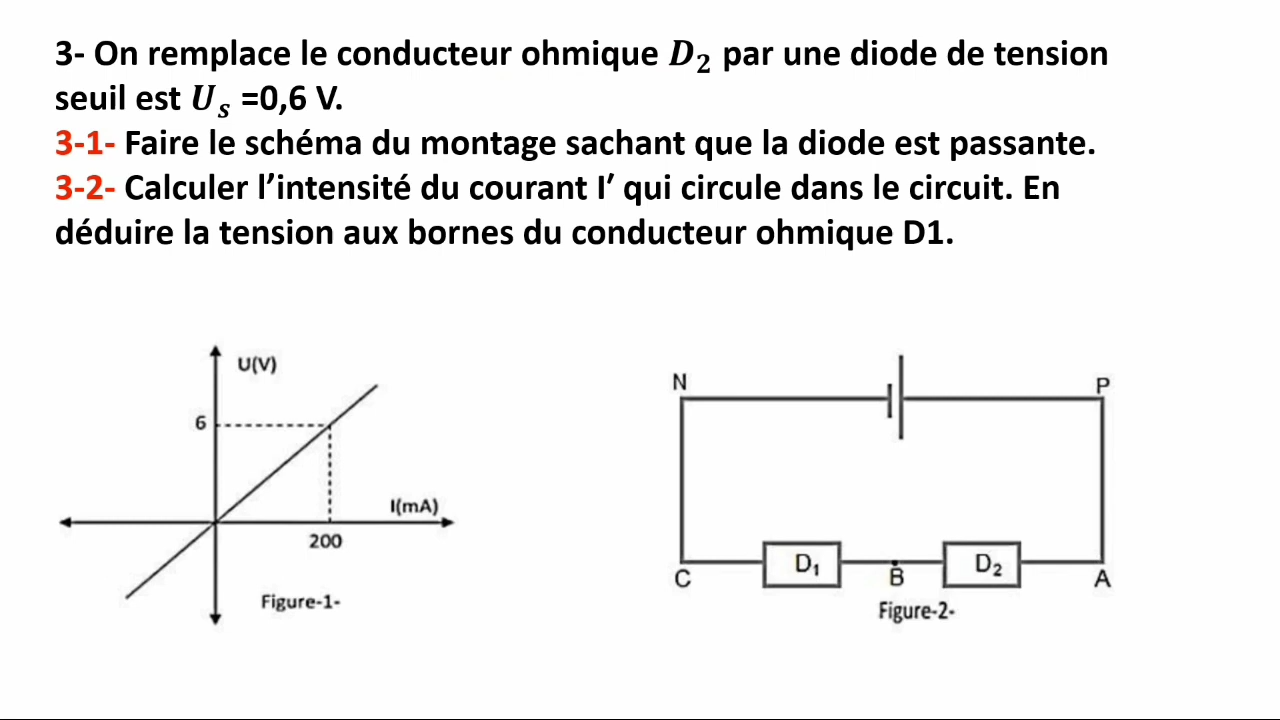 3- On remplace le conducteur ohmique D₂ par une diode de tension
seuil est Uₛ =0,6 V.
3-1- Faire le schéma du montage sachant que la diode est passante.
3-2- Calculer l’intensité du courant I’ qui circule dans le circuit. En
déduire la tension aux bornes du conducteur ohmique D1.
U(V)
6
I(mA)
200
Figure-1-
N
P
C
D₁
B
D₂
A
Figure-2-